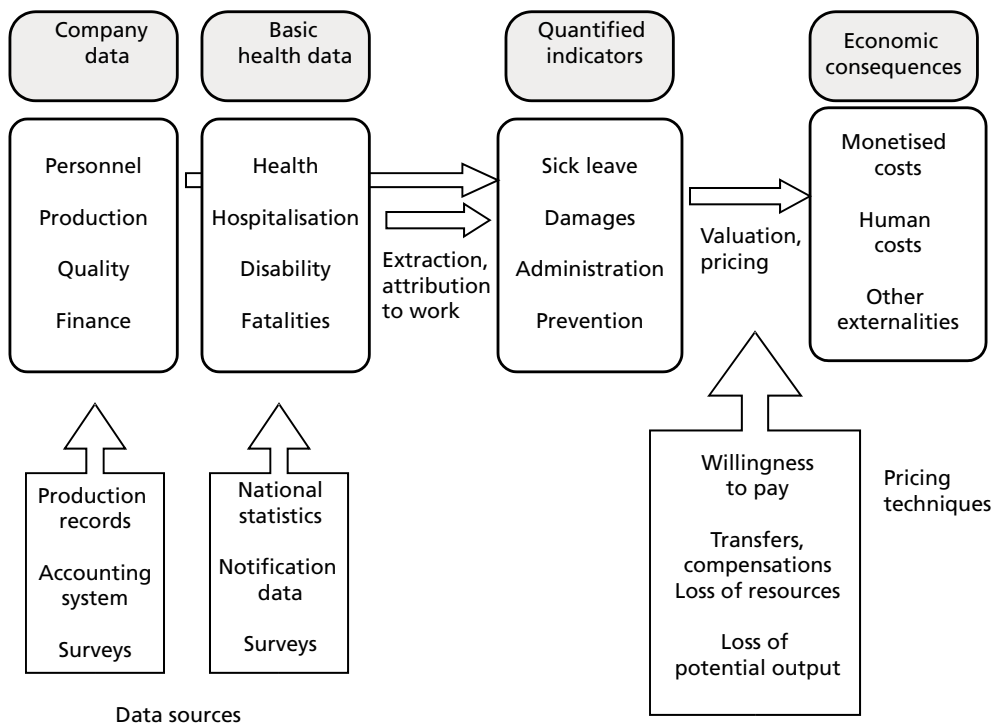 Company
data
Basic
health data
Quantified
indicators
Economic
consequences
Personnel
Production
Quality
Finance
Health
Hospitalisation
Disability
Fatalities
Extraction,
attribution
to work
Sick leave
Damages
Administration
Prevention
Valuation,
pricing
Monetised
costs
Human
costs
Other
externalities
Production
records
Accounting
system
Surveys
National
statistics
Notification
data
Surveys
Data sources
Willingness
to pay
Transfers,
compensations
Loss of resources
Loss of
potential output
Pricing
techniques